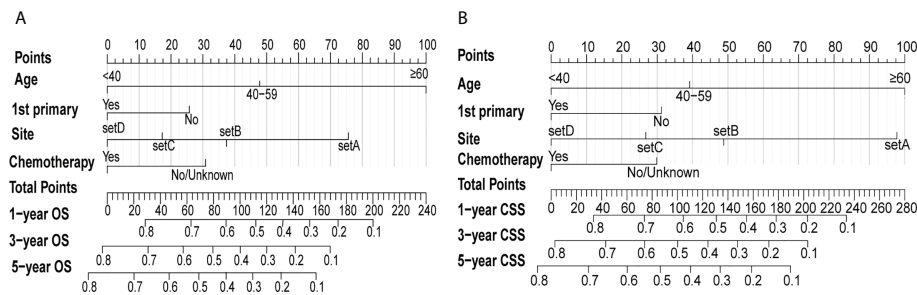 A
Points 0 10 20 30 40 50 60 70 80 90 100
Age <40 ≥60
40−59
1st primary Yes
No
Site setD setB
setC setA
Chemotherapy Yes
No/Unknown
Total Points
0 20 40 60 80 100 120 140 160 180 200 220 240
1−year OS
0.8 0.7 0.6 0.5 0.4 0.3 0.2 0.1
3−year OS
0.8 0.7 0.6 0.5 0.4 0.3 0.2 0.1
5−year OS
0.8 0.7 0.6 0.5 0.4 0.3 0.2 0.1
B
Points 0 10 20 30 40 50 60 70 80 90 100
Age <40 ≥60
40−59
1st primary Yes
No
Site setD setB
setC setA
Chemotherapy Yes
No/Unknown
Total Points
0 20 40 60 80 100 120 140 160 180 200 220 240 260 280
1−year CSS
0.8 0.7 0.6 0.5 0.4 0.3 0.2 0.1
3−year CSS
0.8 0.7 0.6 0.5 0.4 0.3 0.2 0.1
5−year CSS
0.8 0.7 0.6 0.5 0.4 0.3 0.2 0.1